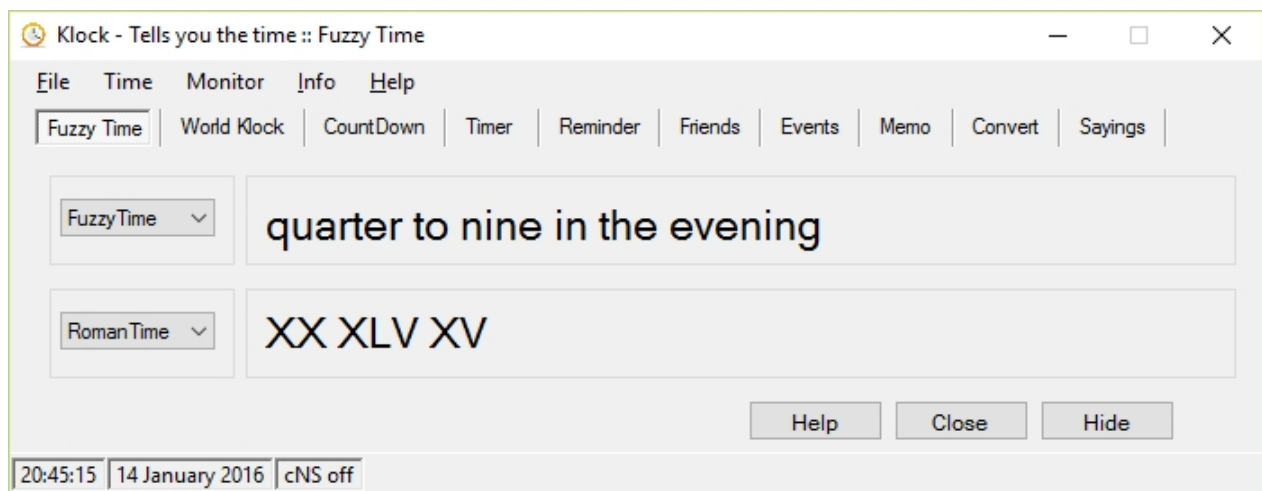 Klock - Tells you the time :: Fuzzy Time
File Time Monitor Info Help
Fuzzy Time World Klock CountDown Timer Reminder Friends Events Memo Convert Sayings
FuzzyTime quarter to nine in the evening
RomanTime XX XLV XV
Help Close Hide
20:45:15 14 January 2016 cNS off